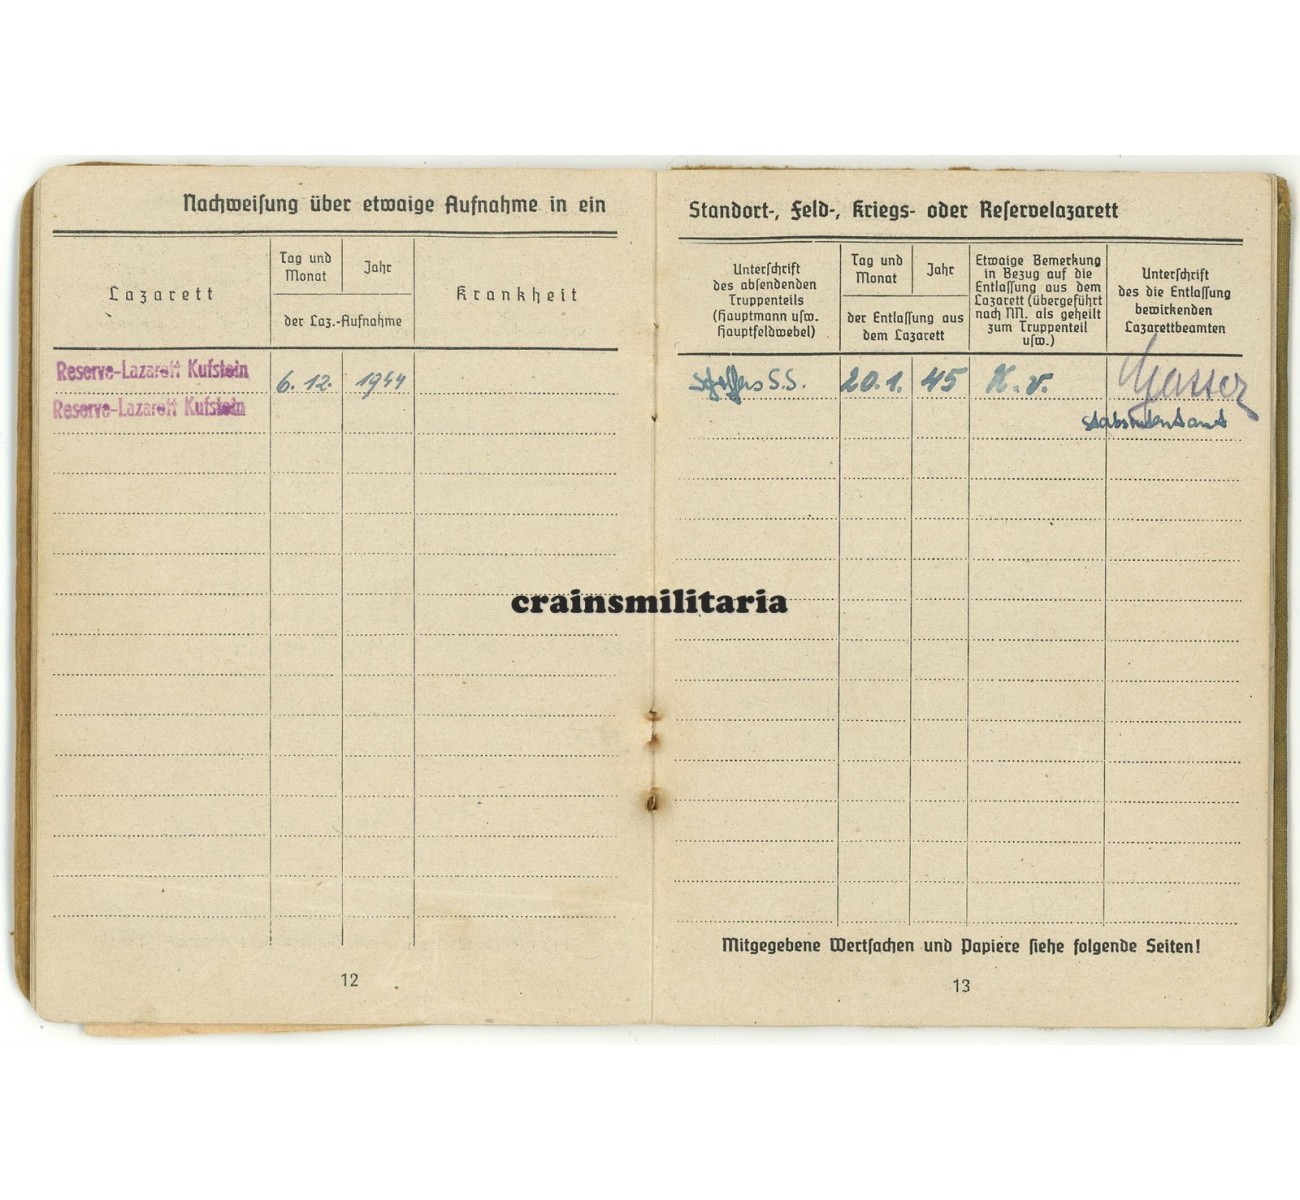 Nachweisung über etwaige Aufnahme in ein
Lazarett
Tag und
Monat
Jahr
der Laz.-Aufnahme
Krankheit
Reserve-Lazarett Kufstein
6. 12. 1944
Reserve-Lazarett Kufstein
12
Standort-, Feld-, Kriegs- oder Reservelazarett
Unterschrift
des absendenden
Truppenteils
(Hauptmann usw.
Hauptfeldwebel)
Tag und
Monat
Jahr
der Entlassung aus
dem Lazarett
Etwaige Bemerkung
in Bezug auf die
Entlassung aus dem
Lazarett (übergeführt
nach NN. als geheilt
zum Truppenteil
usw.)
Unterschrift
des die Entlassung
bewirkenden
Lazarettbeamten
S.S. 20.1. 45 K.v. Gasser
Stabsintendant
Mitgegebene Wertsachen und Papiere siehe folgende Seiten!
13
crainsmilitaria